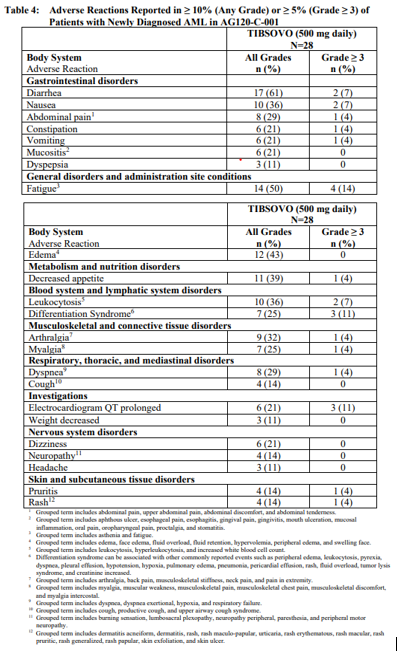 Table 4: Adverse Reactions Reported in ≥ 10% (Any Grade) or ≥ 5% (Grade ≥ 3) of
Patients with Newly Diagnosed AML in AG120-C-001
TIBSOVO (500 mg daily)
N=28
Body System All Grades Grade ≥ 3
Adverse Reaction n (%) n (%)
Gastrointestinal disorders
Diarrhea 17 (61) 2 (7)
Nausea 10 (36) 2 (7)
Abdominal pain¹ 8 (29) 1 (4)
Constipation 6 (21) 1 (4)
Vomiting 6 (21) 1 (4)
Mucositis² 6 (21) 0
Dyspepsia 3 (11) 0
General disorders and administration site conditions
Fatigue³ 14 (50) 4 (14)
TIBSOVO (500 mg daily)
N=28
Body System All Grades Grade ≥ 3
Adverse Reaction n (%) n (%)
Edema⁴ 12 (43) 0
Metabolism and nutrition disorders
Decreased appetite 11 (39) 1 (4)
Blood system and lymphatic system disorders
Leukocytosis⁵ 10 (36) 2 (7)
Differentiation Syndrome⁶ 7 (25) 3 (11)
Musculoskeletal and connective tissue disorders
Arthralgia⁷ 9 (32) 1 (4)
Myalgia⁸ 7 (25) 1 (4)
Respiratory, thoracic, and mediastinal disorders
Dyspnea⁹ 8 (29) 1 (4)
Cough¹⁰ 4 (14) 0
Investigations
Electrocardiogram QT prolonged 6 (21) 3 (11)
Weight decreased 3 (11) 0
Nervous system disorders
Dizziness 6 (21) 0
Neuropathy¹¹ 4 (14) 0
Headache 3 (11) 0
Skin and subcutaneous tissue disorders
Pruritis 4 (14) 1 (4)
Rash¹² 4 (14) 1 (4)
¹ Grouped term includes abdominal pain, upper abdominal pain, abdominal discomfort, and abdominal tenderness.
² Grouped term includes aphthous ulcer, esophageal pain, esophagitis, gingival pain, gingivitis, mouth ulceration, mucosal
inflammation, oral pain, oropharyngeal pain, proctalgia, and stomatitis.
³ Grouped term includes asthenia and fatigue.
⁴ Grouped term includes edema, face edema, fluid overload, fluid retention, hypervolemia, peripheral edema, and swelling face.
⁵ Grouped term includes leukocytosis, hyperleukocytosis, and increased white blood cell count.
⁶ Differentiation syndrome can be associated with other commonly reported events such as peripheral edema, leukocytosis, pyrexia,
dyspnea, pleural effusion, hypotension, hypoxia, pulmonary edema, pneumonia, pericardial effusion, rash, fluid overload, tumor lysis
syndrome, and creatinine increased.
⁷ Grouped term includes arthralgia, back pain, musculoskeletal stiffness, neck pain, and pain in extremity.
⁸ Grouped term includes myalgia, muscular weakness, musculoskeletal pain, musculoskeletal chest pain, musculoskeletal discomfort,
and myalgia intercostal.
⁹ Grouped term includes dyspnea, dyspnea exertional, hypoxia, and respiratory failure.
¹⁰ Grouped term includes cough, productive cough, and upper airway cough syndrome.
¹¹ Grouped term includes burning sensation, lumbosacral plexopathy, neuropathy peripheral, paresthesia, and peripheral motor
neuropathy.
¹² Grouped term includes dermatitis acneiform, dermatitis, rash, rash maculo-papular, urticaria, rash erythematous, rash macular, rash
pruritic, rash generalized, rash papular, skin exfoliation, and skin ulcer.